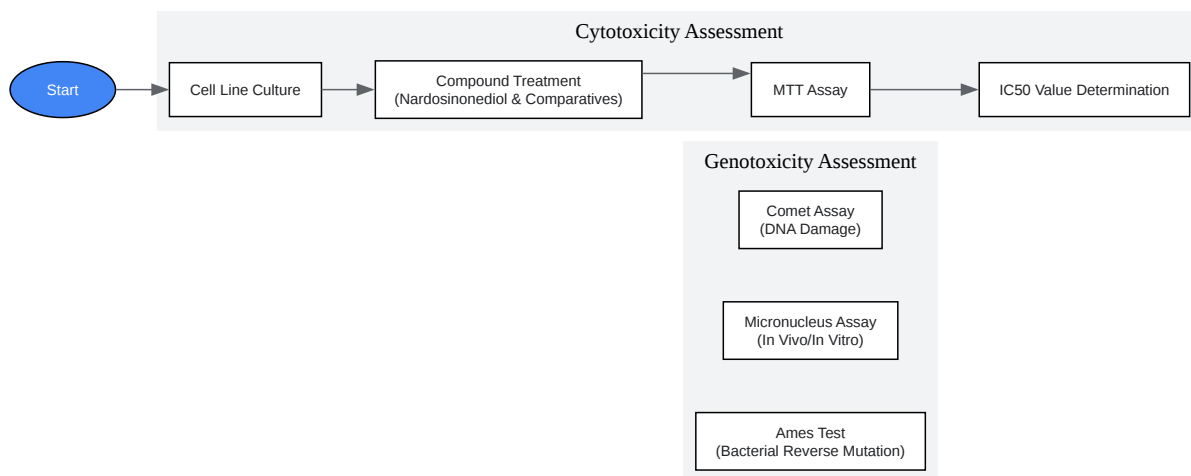 Cytotoxicity Assessment
Start
Cell Line Culture
Compound Treatment
(Nardosinonediol & Comparatives)
MTT Assay
IC50 Value Determination
Genotoxicity Assessment
Comet Assay
(DNA Damage)
Micronucleus Assay
(In Vivo/In Vitro)
Ames Test
(Bacterial Reverse Mutation)